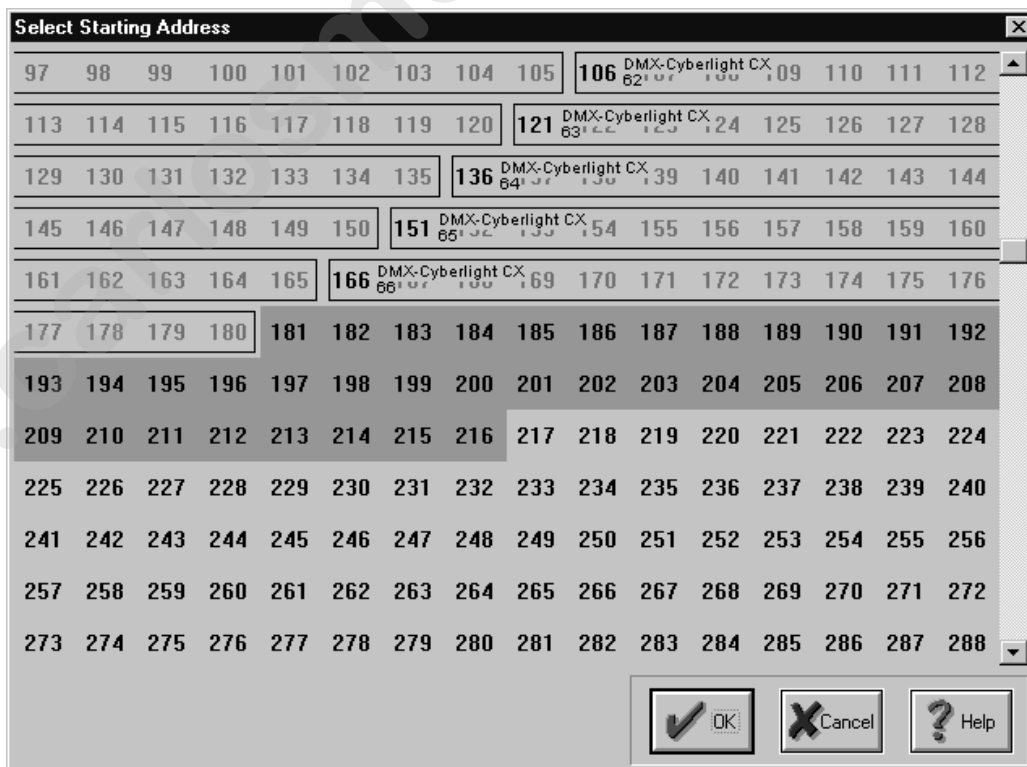 Select Starting Address
97 98 99 100 101 102 103 104 105 106 DMX-Cyberlight CX 62 109 110 111 112
113 114 115 116 117 118 119 120 121 DMX-Cyberlight CX 63 124 125 126 127 128
129 130 131 132 133 134 135 136 DMX-Cyberlight CX 64 139 140 141 142 143 144
145 146 147 148 149 150 151 DMX-Cyberlight CX 65 154 155 156 157 158 159 160
161 162 163 164 165 166 DMX-Cyberlight CX 66 169 170 171 172 173 174 175 176
177 178 179 180 181 182 183 184 185 186 187 188 189 190 191 192
193 194 195 196 197 198 199 200 201 202 203 204 205 206 207 208
209 210 211 212 213 214 215 216 217 218 219 220 221 222 223 224
225 226 227 228 229 230 231 232 233 234 235 236 237 238 239 240
241 242 243 244 245 246 247 248 249 250 251 252 253 254 255 256
257 258 259 260 261 262 263 264 265 266 267 268 269 270 271 272
273 274 275 276 277 278 279 280 281 282 283 284 285 286 287 288
OK Cancel Help